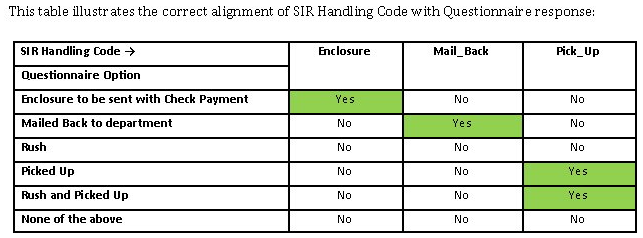 This table illustrates the correct alignment of SIR Handling Code with Questionnaire response:
SIR Handling Code → Enclosure Mail_Back Pick_Up
Questionnaire Option
Enclosure to be sent with Check Payment Yes No No
Mailed Back to department No Yes No
Rush No No No
Picked Up No No Yes
Rush and Picked Up No No Yes
None of the above No No No